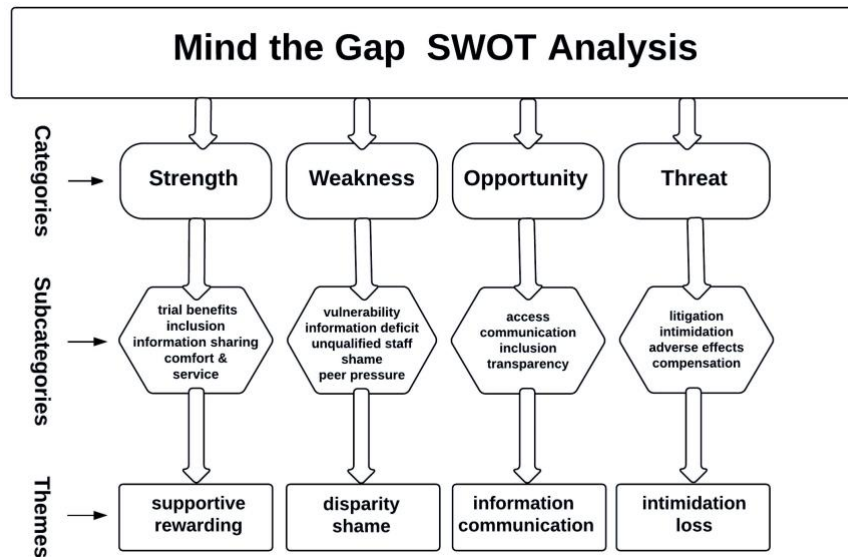 Mind the Gap SWOT Analysis
Categories
Strength
Weakness
Opportunity
Threat
Subcategories
trial benefits
inclusion
information sharing
comfort &
service
vulnerability
information deficit
unqualified staff
shame
peer pressure
access
communication
inclusion
transparency
litigation
intimidation
adverse effects
compensation
Themes
supportive
rewarding
disparity
shame
information
communication
intimidation
loss